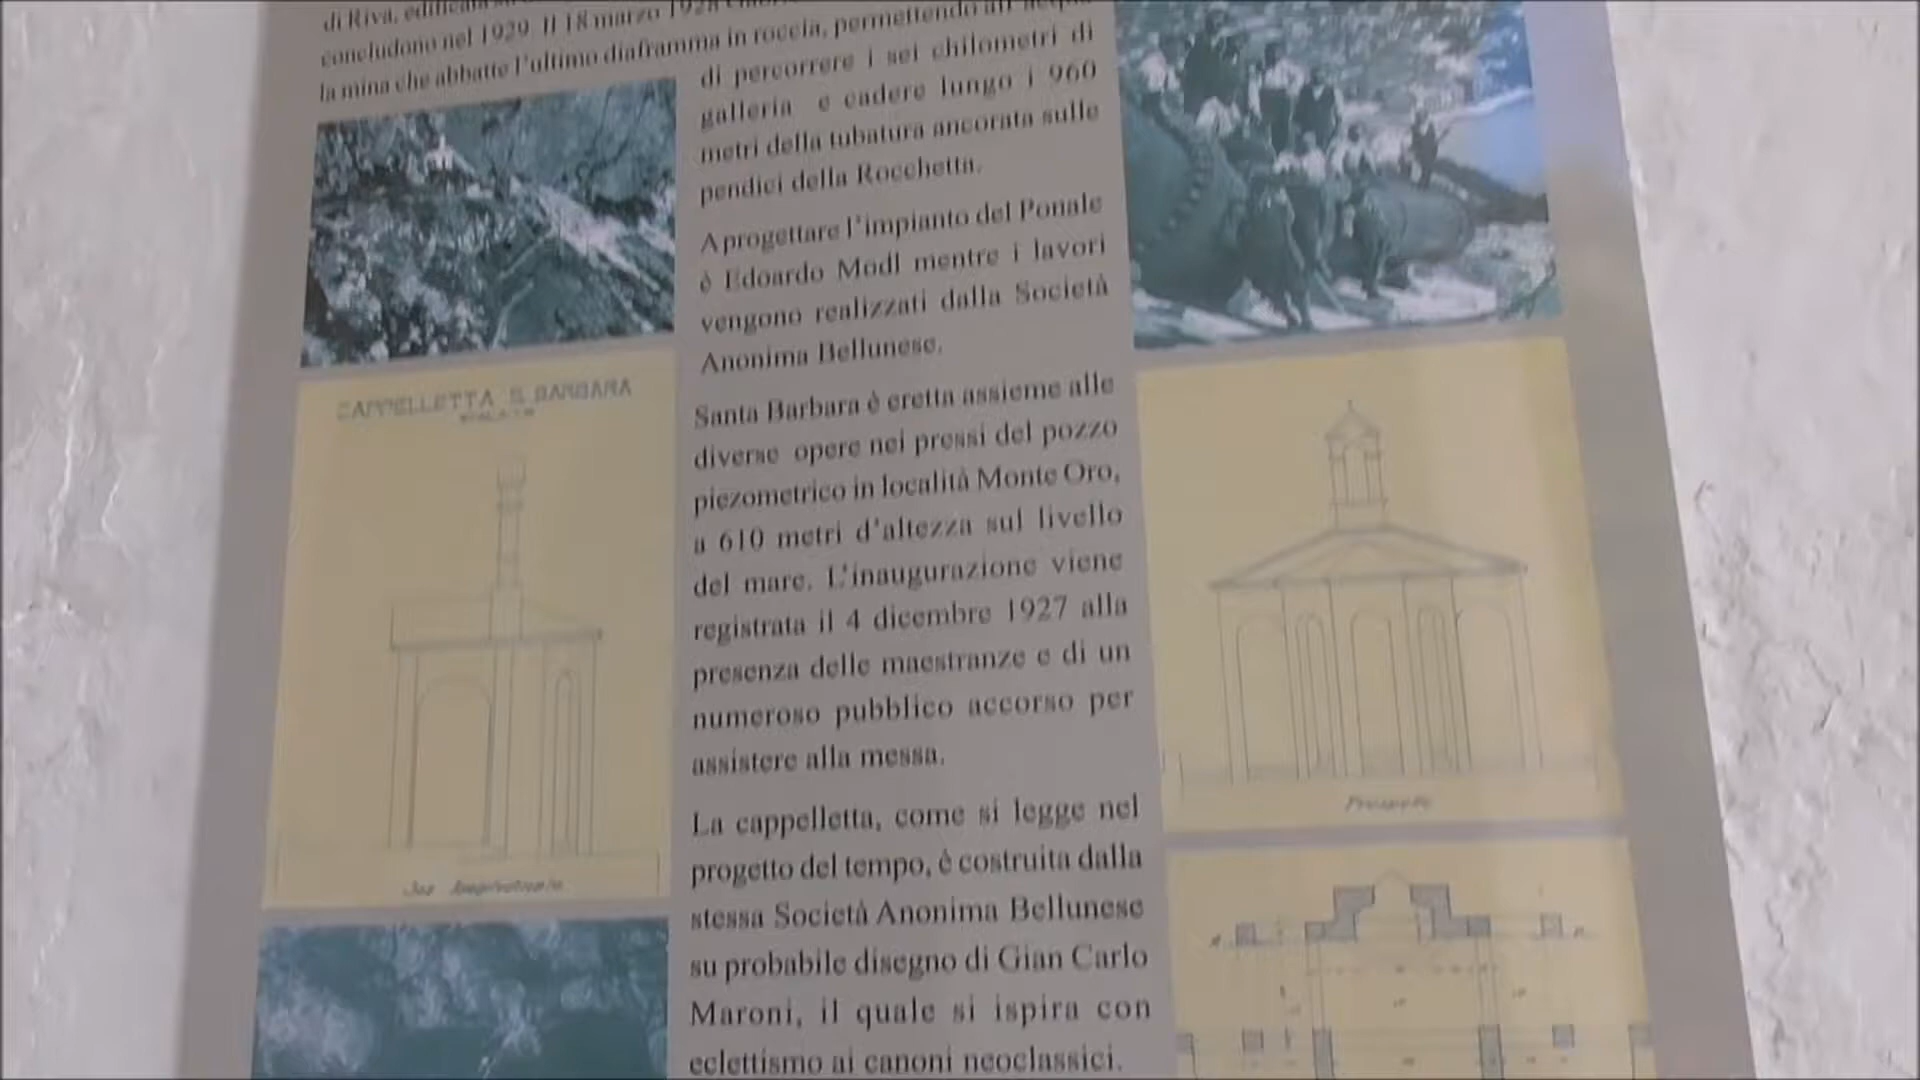 di Riva,
concludono nel 1929. Il 18 marzo 1928
la mina che abbatte l'ultimo diaframma in roccia, permettendo all'acqua
di percorrere i sei chilometri di
galleria e cadere lungo i 960
metri della tubatura ancorata sulle
pendici della Rocchetta.
A progettare l'impianto del Ponale
è Edoardo Modl mentre i lavori
vengono realizzati dalla Società
Anonima Bellunese.
Santa Barbara è eretta assieme alle
diverse opere nei pressi del pozzo
piezometrico in località Monte Oro,
a 610 metri d'altezza sul livello
del mare. L'inaugurazione viene
registrata il 4 dicembre 1927 alla
presenza delle maestranze e di un
numeroso pubblico accorso per
assistere alla messa.
La cappelletta, come si legge nel
progetto del tempo, è costruita dalla
stessa Società Anonima Bellunese
su probabile disegno di Gian Carlo
Maroni, il quale si ispira con
eclettismo ai canoni neoclassici.
CAPPELLETTA S. BARBARA
Prospetto